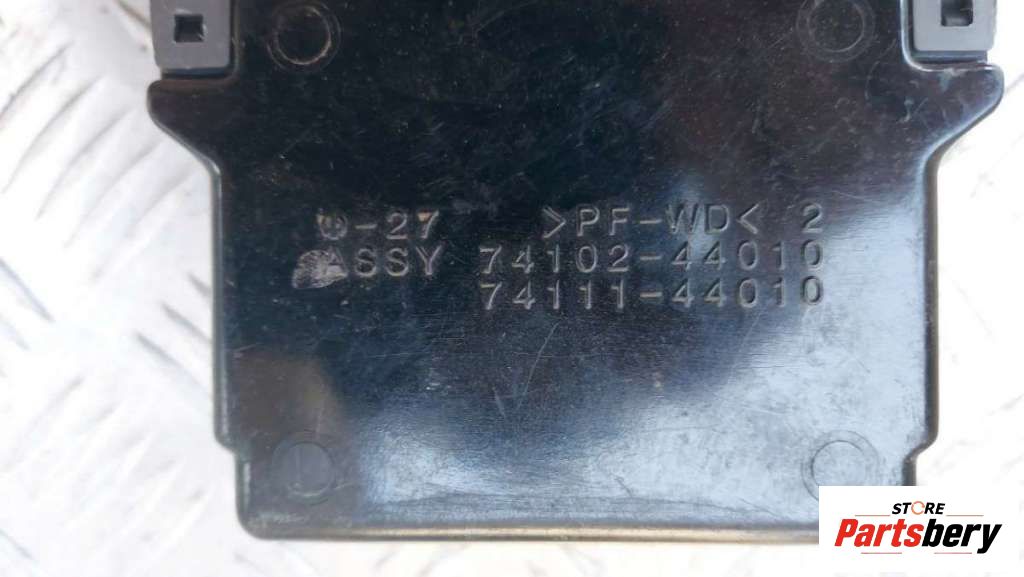 -27 >PF-WD< 2
ASSY 74102-44010
74111-44010
STORE
Partsbery